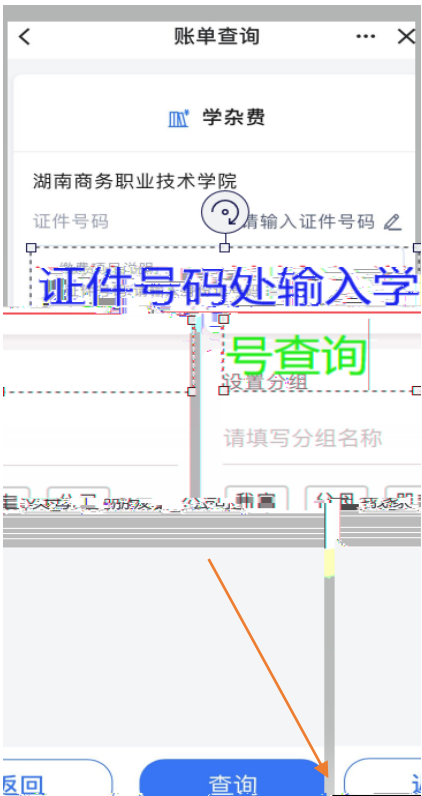 账单查询
学杂费
湖南商务职业技术学院
证件号码
请输入证件号码
证件号码处输入学
号查询
设置分组
请填写分组名称
返回
查询